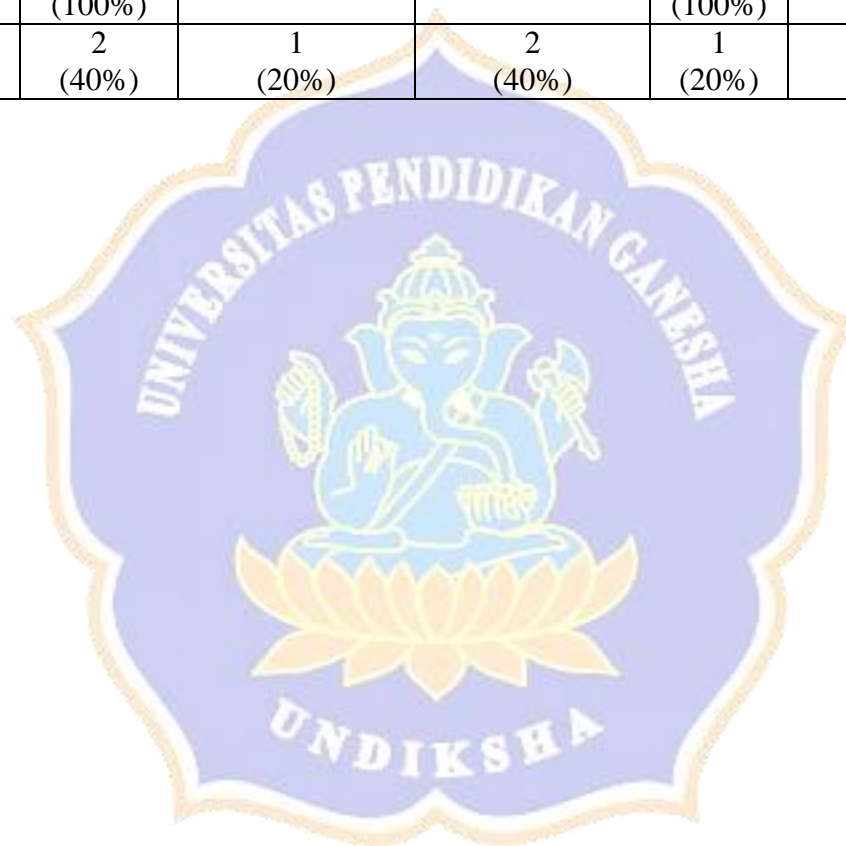 (100%) (100%)
2 1 2 1
(40%) (20%) (40%) (20%)
UNIVERSITAS PENDIDIKAN GANESHA
UNDIKSHA